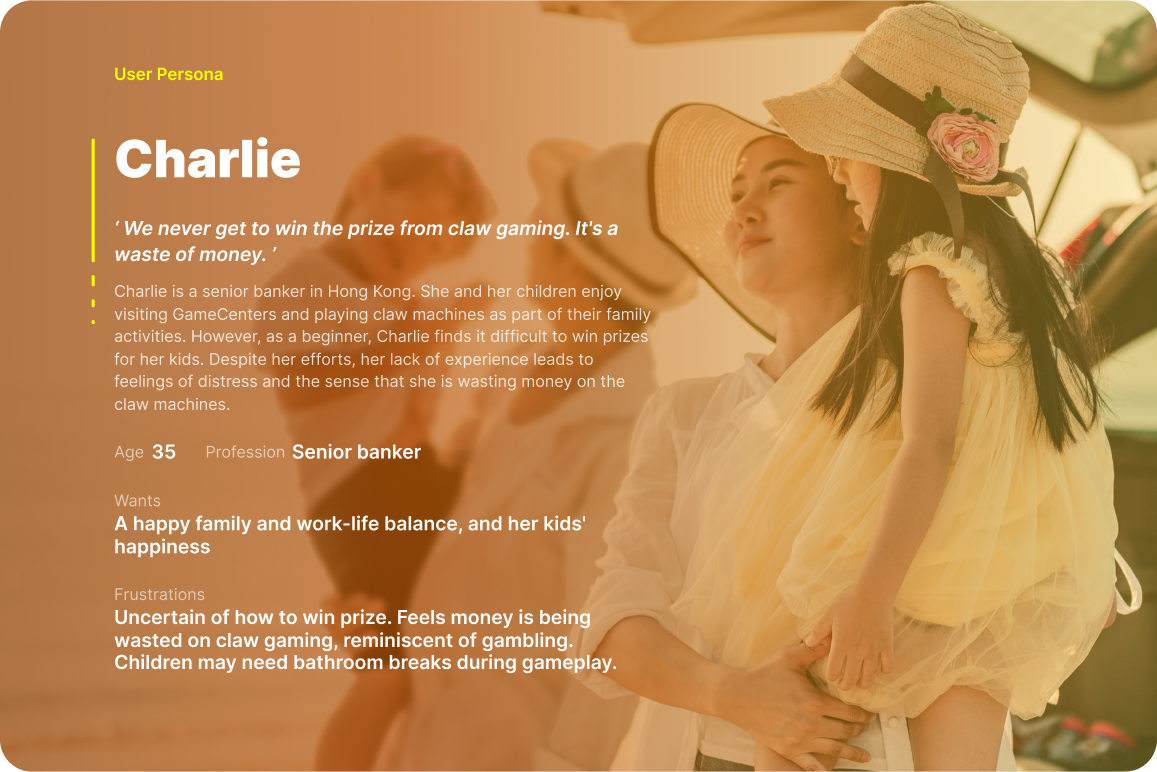 User Persona
Charlie
‘ We never get to win the prize from claw gaming. It's a
waste of money. ’
Charlie is a senior banker in Hong Kong. She and her children enjoy
visiting GameCenters and playing claw machines as part of their family
activities. However, as a beginner, Charlie finds it difficult to win prizes
for her kids. Despite her efforts, her lack of experience leads to
feelings of distress and the sense that she is wasting money on the
claw machines.
Age 35 Profession Senior banker
Wants
A happy family and work-life balance, and her kids'
happiness
Frustrations
Uncertain of how to win prize. Feels money is being
wasted on claw gaming, reminiscent of gambling.
Children may need bathroom breaks during gameplay.